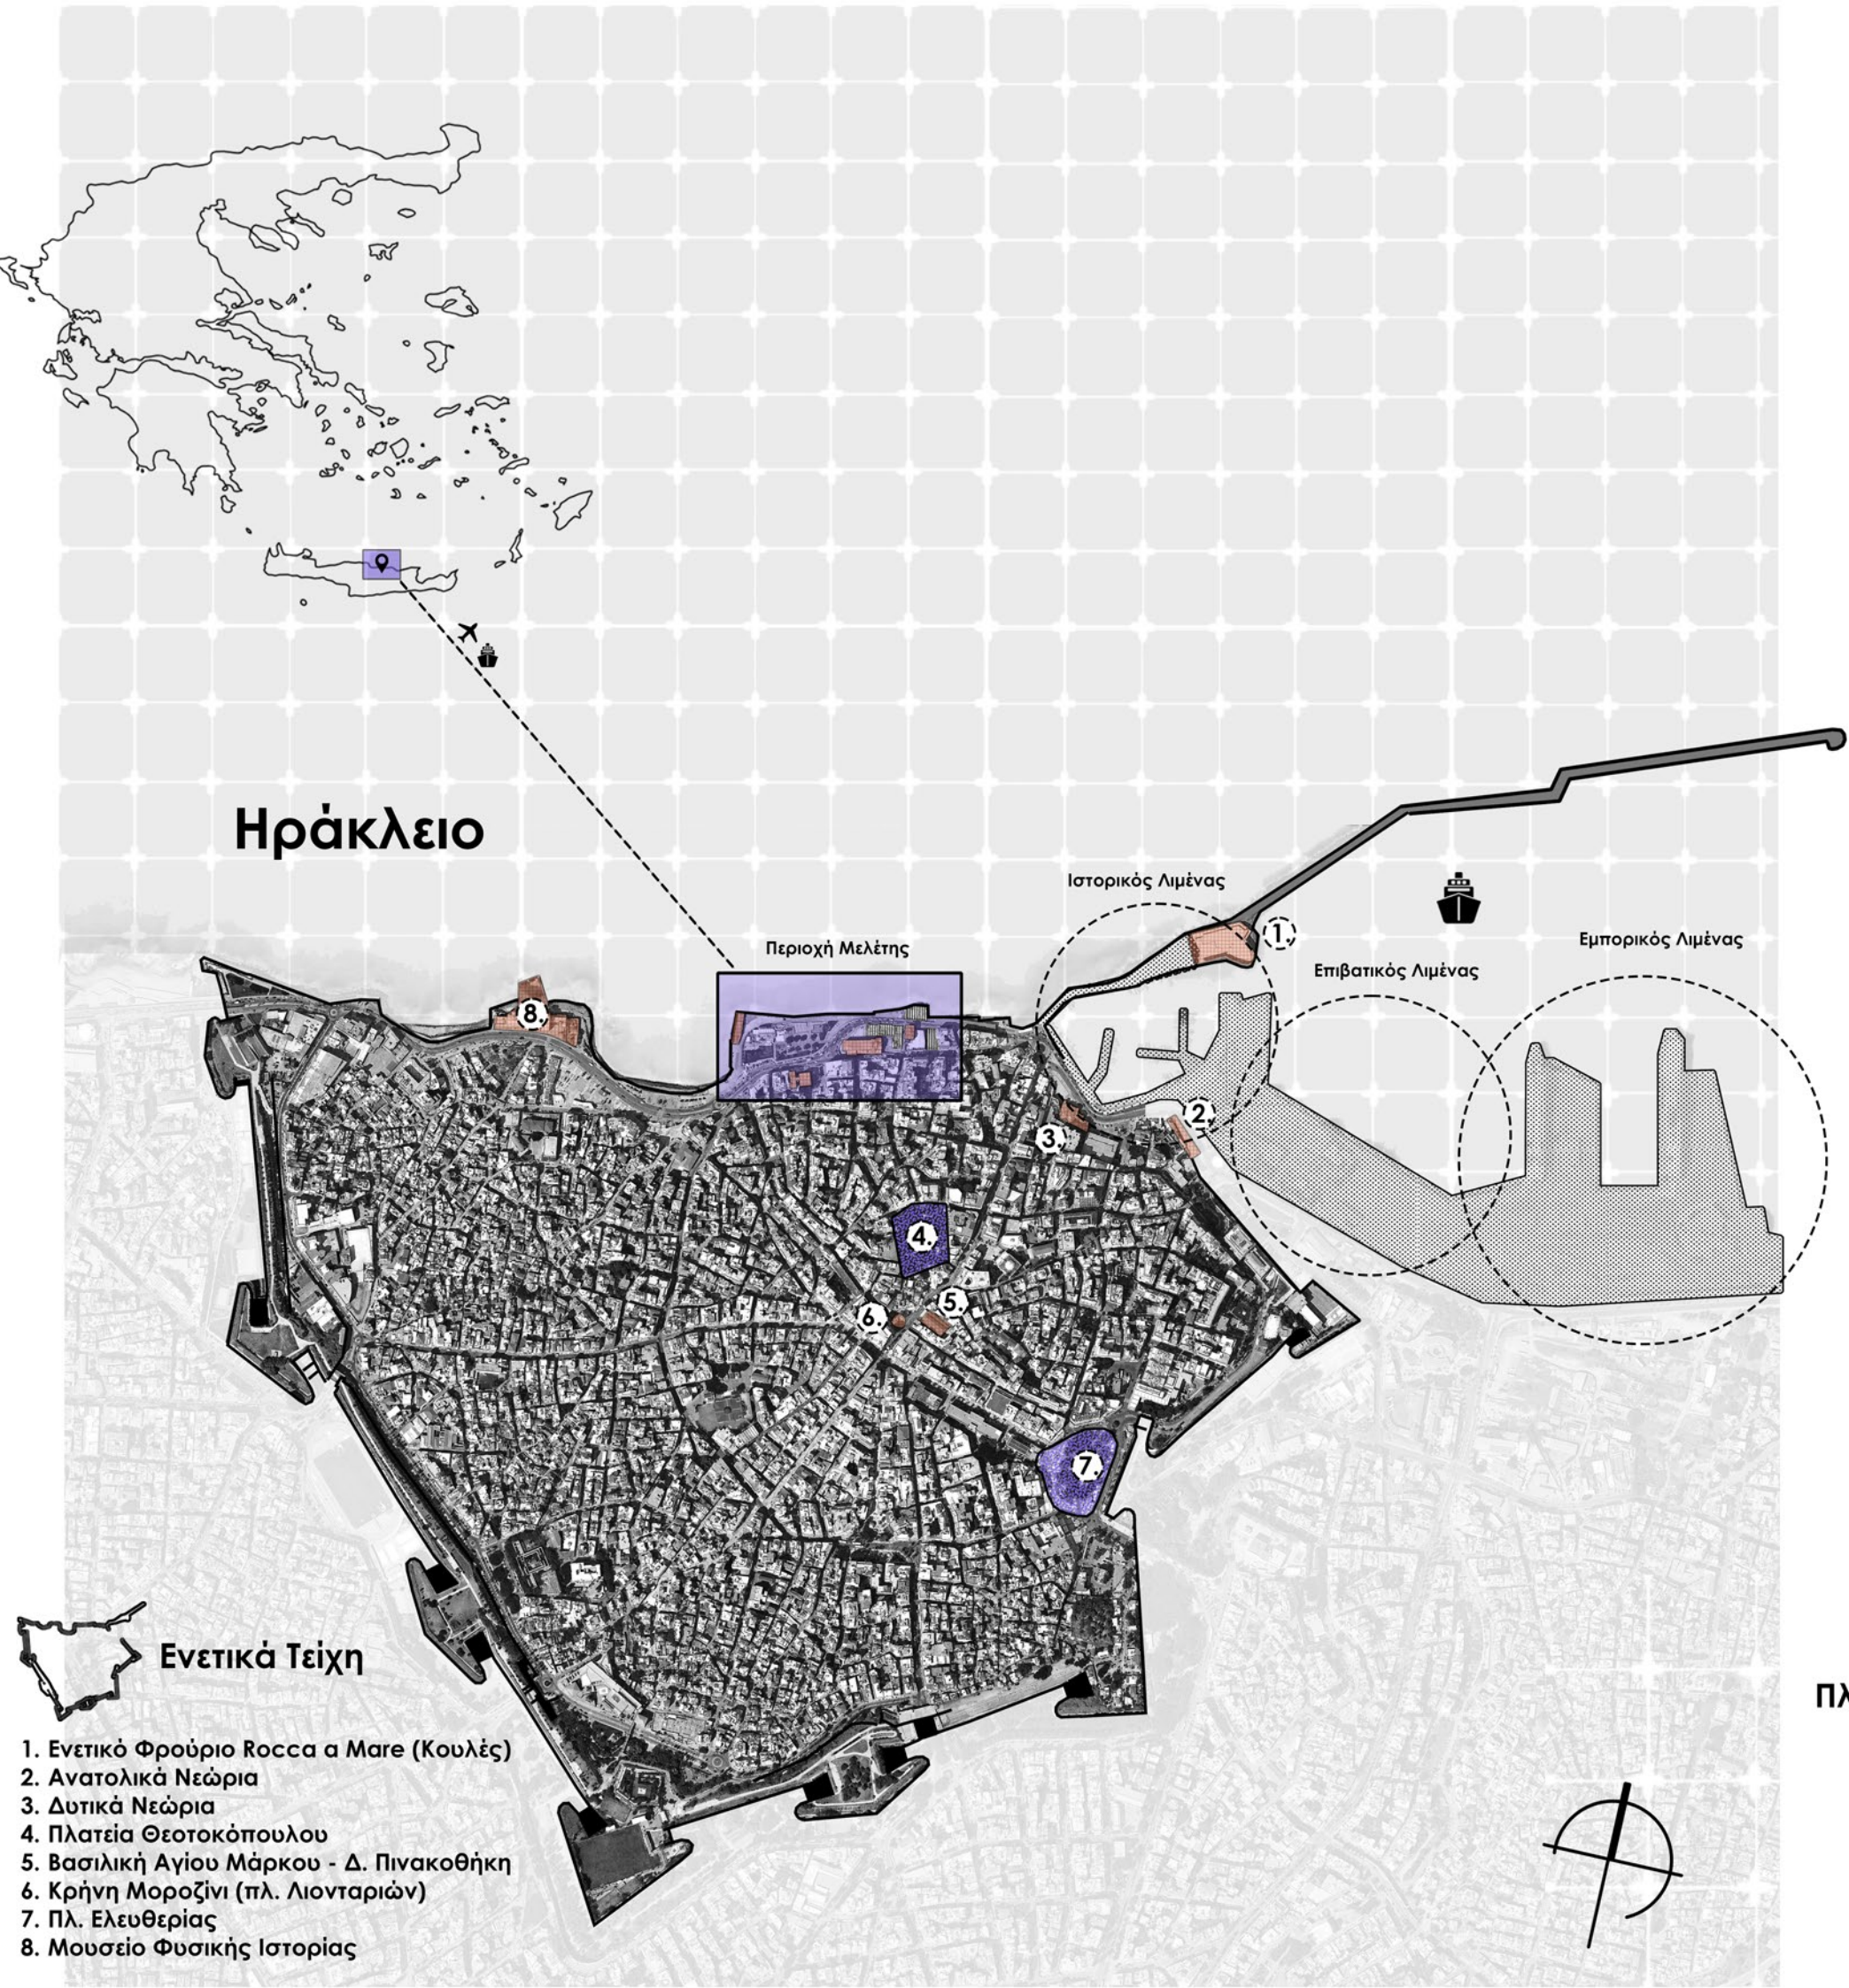 Ηράκλειο
Ιστορικός Λιμένας
1.
Περιοχή Μελέτης
Εμπορικός Λιμένας
Επιβατικός Λιμένας
8.
2.
3.
4.
5.
6.
7.
Ενετικά Τείχη
Πλ
1. Ενετικό Φρούριο Rocca a Mare (Κουλές)
2. Ανατολικά Νεώρια
3. Δυτικά Νεώρια
4. Πλατεία Θεοτοκόπουλου
5. Βασιλική Αγίου Μάρκου - Δ. Πινακοθήκη
6. Κρήνη Μοροζίνι (πλ. Λιονταριών)
7. Πλ. Ελευθερίας
8. Μουσείο Φυσικής Ιστορίας